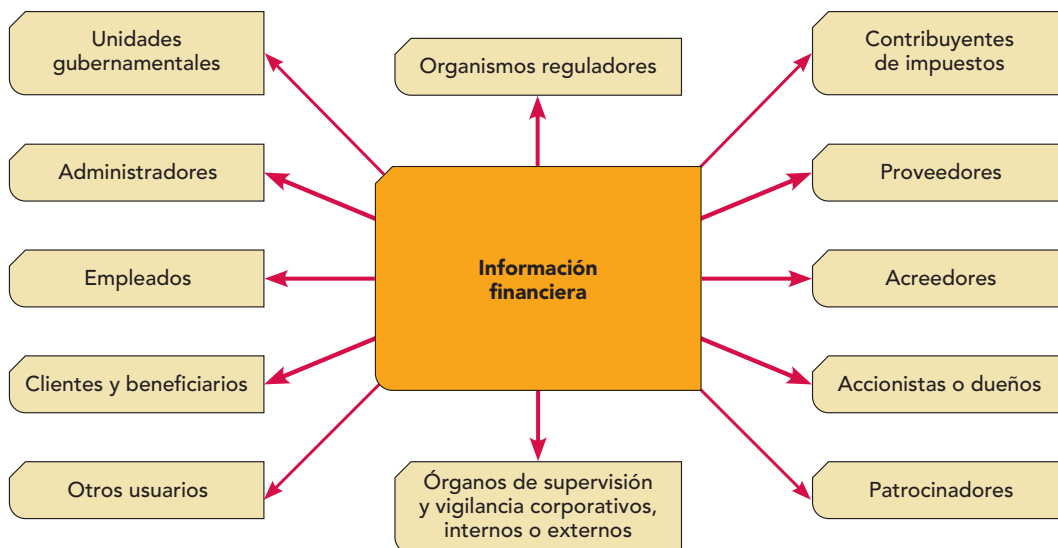 Unidades
gubernamentales
Organismos reguladores
Contribuyentes
de impuestos
Administradores
Proveedores
Empleados
Información
financiera
Acreedores
Clientes y beneficiarios
Accionistas o dueños
Otros usuarios
Órganos de supervisión
y vigilancia corporativos,
internos o externos
Patrocinadores